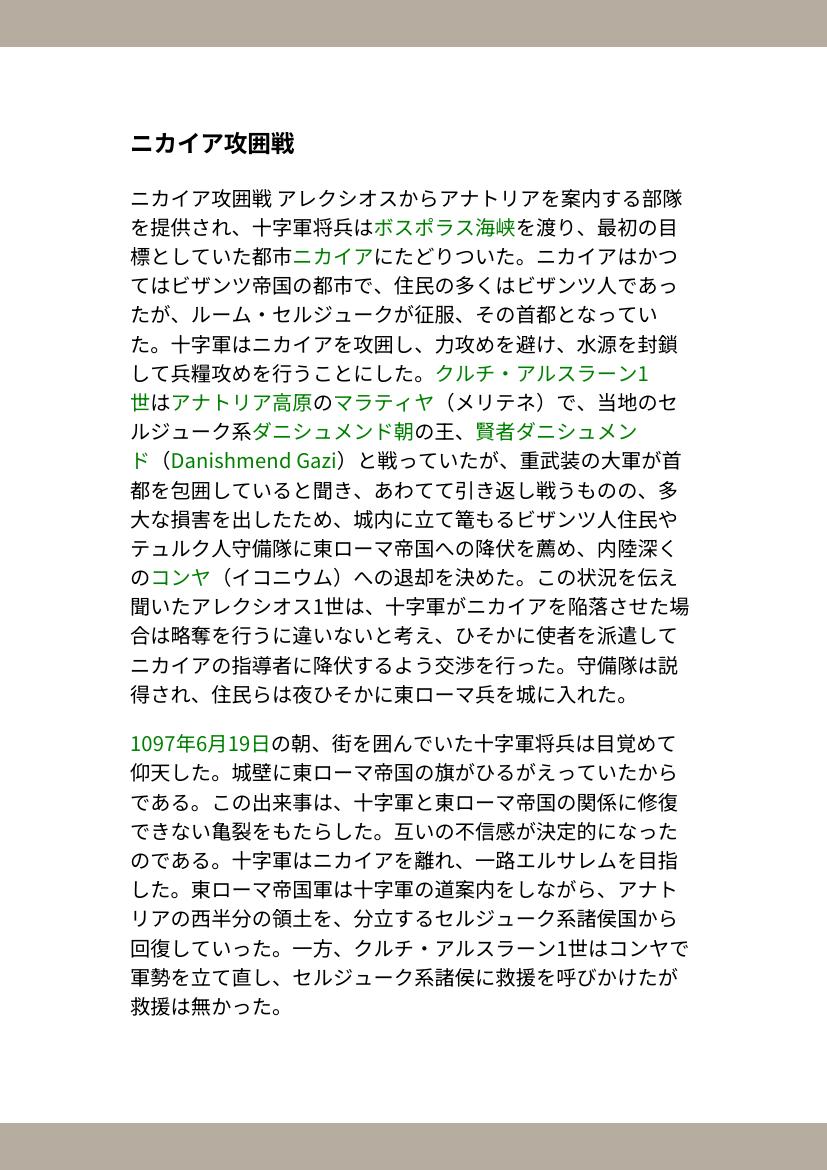 ニカイア攻囲戦
ニカイア攻囲戦 アレクシオスからアナトリアを案内する部隊
を提供され、十字軍将兵はボスポラス海峡を渡り、最初の目
標としていた都市ニカイアにたどりついた。ニカイアはかつ
てはビザンツ帝国の都市で、住民の多くはビザンツ人であっ
たが、ルーム・セルジュークが征服、その首都となってい
た。十字軍はニカイアを攻囲し、力攻めを避け、水源を封鎖
して兵糧攻めを行うことにした。クルチ・アルスラーン1
世はアナトリア高原のマラティヤ（メリテネ）で、当地のセ
ルジューク系ダニシュメンド朝の王、賢者ダニシュメン
ド（Danishmend Gazi）と戦っていたが、重武装の大軍が首
都を包囲していると聞き、あわてて引き返し戦うものの、多
大な損害を出したため、城内に立て篭もるビザンツ人住民や
テュルク人守備隊に東ローマ帝国への降伏を薦め、内陸深く
のコンヤ（イコニウム）への退却を決めた。この状況を伝え
聞いたアレクシオス1世は、十字軍がニカイアを陥落させた場
合は略奪を行うに違いないと考え、ひそかに使者を派遣して
ニカイアの指導者に降伏するよう交渉を行った。守備隊は説
得され、住民らは夜ひそかに東ローマ兵を城に入れた。
1097年6月19日の朝、街を囲んでいた十字軍将兵は目覚めて
仰天した。城壁に東ローマ帝国の旗がひるがえっていたから
である。この出来事は、十字軍と東ローマ帝国の関係に修復
できない亀裂をもたらした。互いの不信感が決定的になった
のである。十字軍はニカイアを離れ、一路エルサレムを目指
した。東ローマ帝国軍は十字軍の道案内をしながら、アナト
リアの西半分の領土を、分立するセルジューク系諸侯国から
回復していった。一方、クルチ・アルスラーン1世はコンヤで
軍勢を立て直し、セルジューク系諸侯に救援を呼びかけたが
救援は無かった。